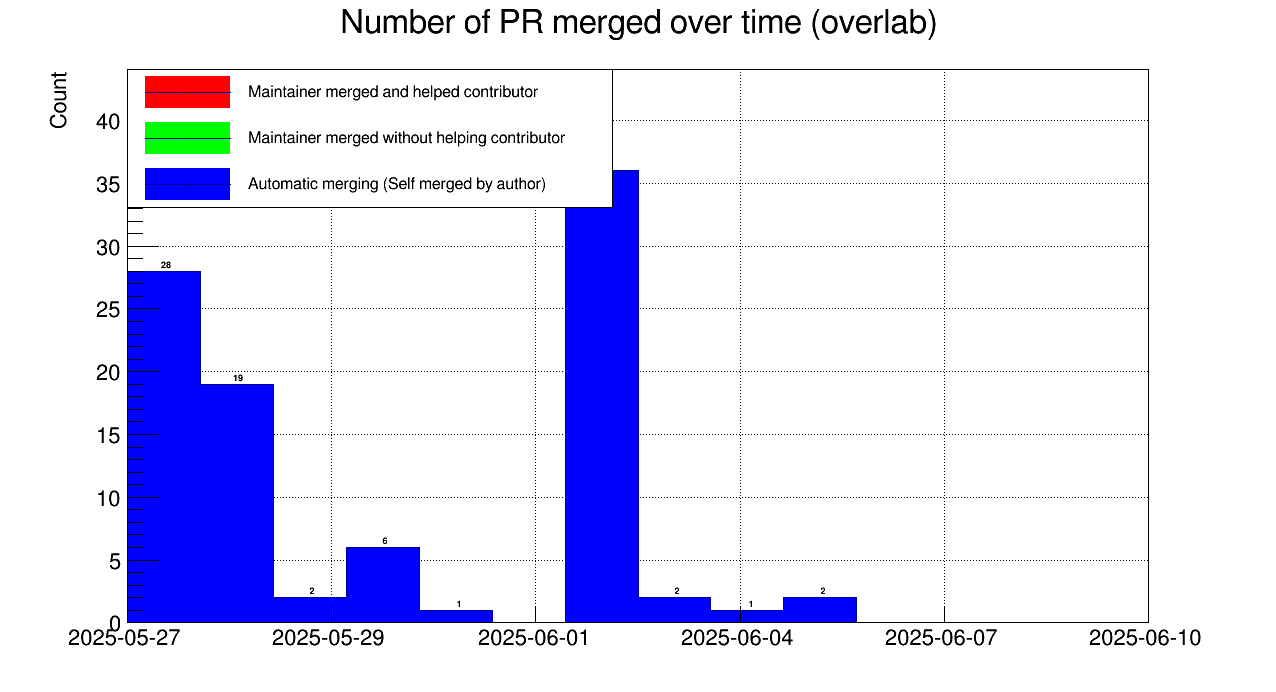 Number of PR merged over time (overlab)
Count
Maintainer merged and helped contributor
Maintainer merged without helping contributor
Automatic merging (Self merged by author)
40
35
30
25
20
15
10
5
0
28
19
2
6
1
2
1
2
2025-05-27 2025-05-29 2025-06-01 2025-06-04 2025-06-07 2025-06-10